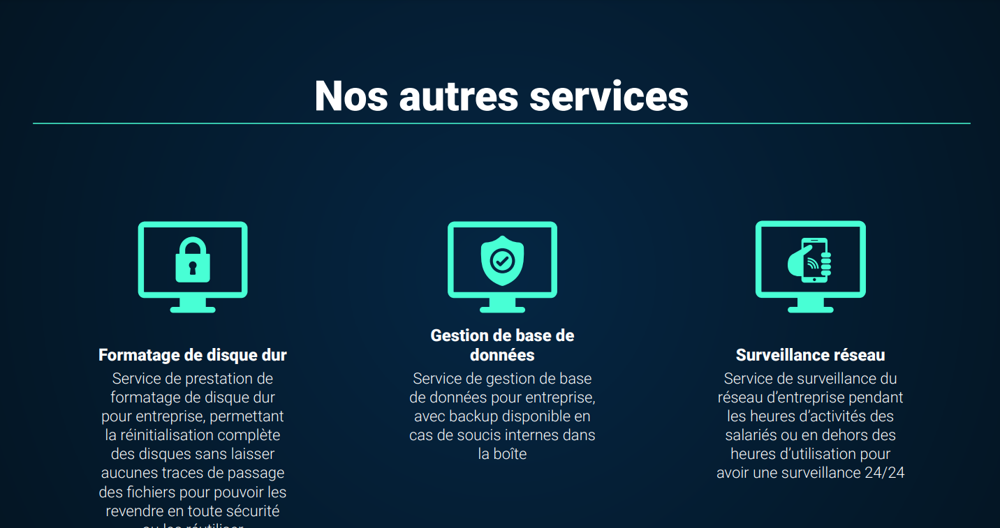 Nos autres services
Formatage de disque dur
Service de prestation de
formatage de disque dur
pour entreprise, permettant
la réinitialisation complète
des disques sans laisser
aucunes traces de passage
des fichiers pour pouvoir les
revendre en toute sécurité
ou les réutiliser
Gestion de base de
données
Service de gestion de base
de données pour entreprise,
avec backup disponible en
cas de soucis internes dans
la boîte
Surveillance réseau
Service de surveillance du
réseau d’entreprise pendant
les heures d’activités des
salariés ou en dehors des
heures d’utilisation pour
avoir une surveillance 24/24